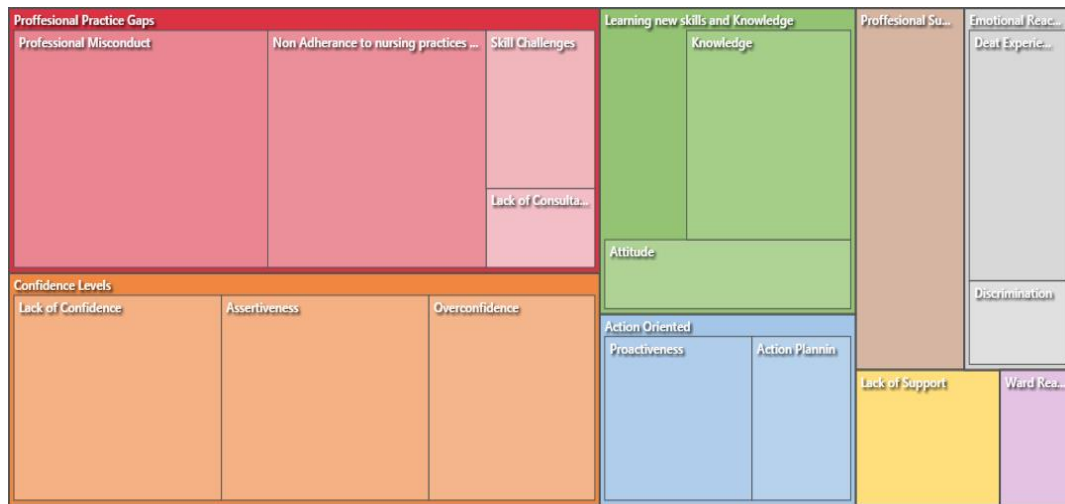 Proffesional Practice Gaps
Professional Misconduct
Non Adherance to nursing practices ...
Skill Challenges
Lack of Consulta...
Confidence Levels
Lack of Confidence
Assertiveness
Overconfidence
Learning new skills and Knowledge
Knowledge
Attitude
Action Oriented
Proactiveness
Action Plannin
Proffesional Su...
Emotional Reac...
Deat Experie...
Discrimination
Lack of Support
Ward Rea...